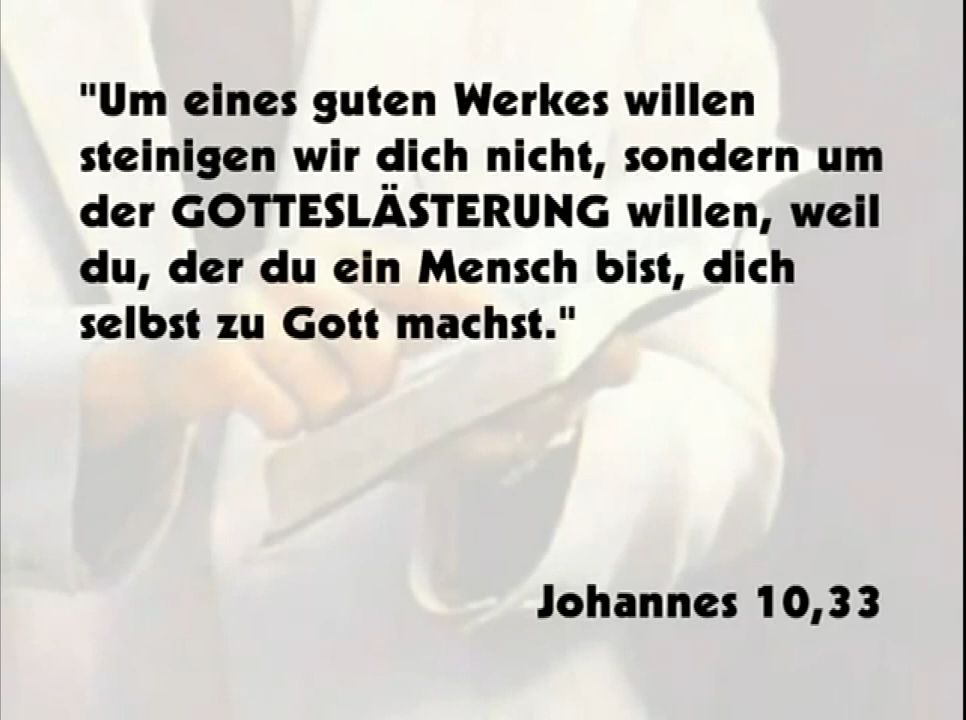 "Um eines guten Werkes willen
steinigen wir dich nicht, sondern um
der GOTTESLÄSTERUNG willen, weil
du, der du ein Mensch bist, dich
selbst zu Gott machst."
Johannes 10,33